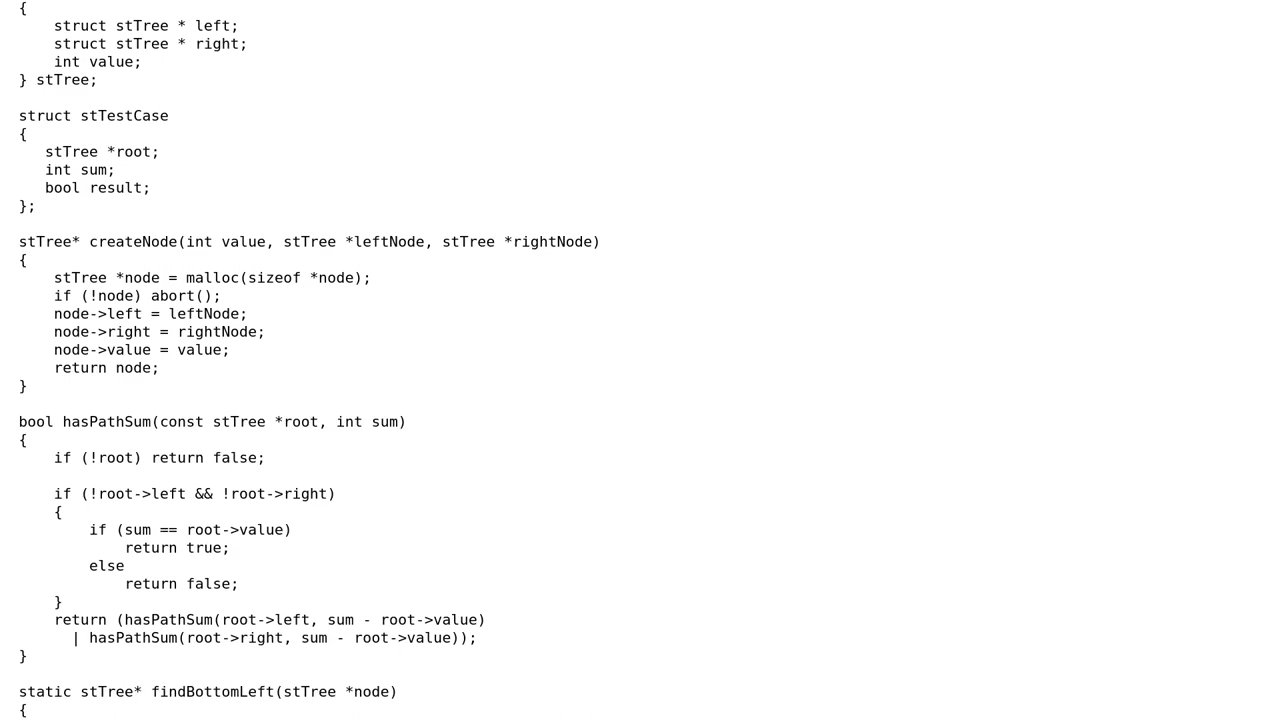 {
    struct stTree * left;
    struct stTree * right;
    int value;
} stTree;

struct stTestCase
{
   stTree *root;
   int sum;
   bool result;
};

stTree* createNode(int value, stTree *leftNode, stTree *rightNode)
{
    stTree *node = malloc(sizeof *node);
    if (!node) abort();
    node->left = leftNode;
    node->right = rightNode;
    node->value = value;
    return node;
}

bool hasPathSum(const stTree *root, int sum)
{
    if (!root) return false;

    if (!root->left && !root->right)
    {
        if (sum == root->value)
            return true;
        else
            return false;
    }
    return (hasPathSum(root->left, sum - root->value)
      | hasPathSum(root->right, sum - root->value));
}

static stTree* findBottomLeft(stTree *node)
{